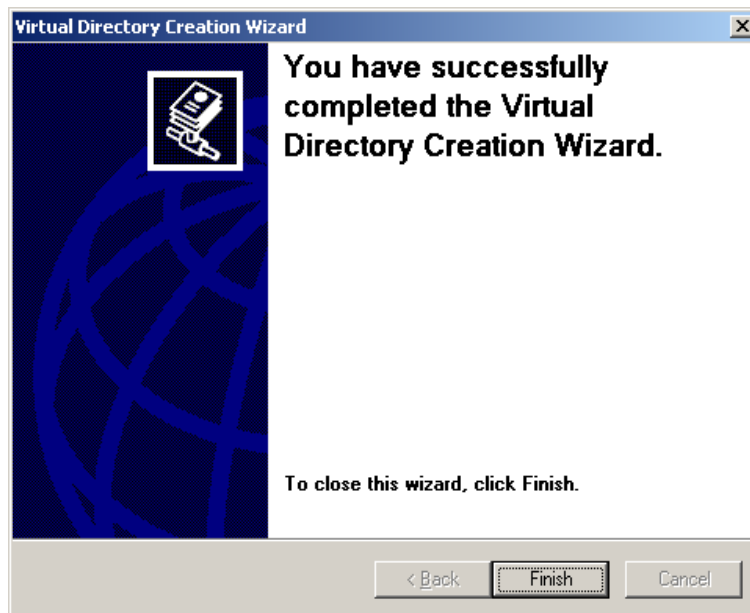 Virtual Directory Creation Wizard
You have successfully
completed the Virtual
Directory Creation Wizard.
To close this wizard, click Finish.
< Back
Finish
Cancel